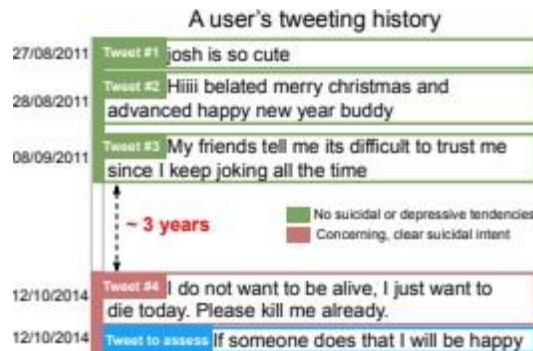 A user's tweeting history
27/08/2011 Tweet #1 josh is so cute
28/08/2011 Tweet #2 Hiiii belated merry christmas and
advanced happy new year buddy
08/09/2011 Tweet #3 My friends tell me its difficult to trust me
since I keep joking all the time
~ 3 years
No suicidal or depressive tendencies
Concerning, clear suicidal intent
12/10/2014 Tweet #4 I do not want to be alive, I just want to
die today. Please kill me already.
12/10/2014 Tweet to assess If someone does that I will be happy